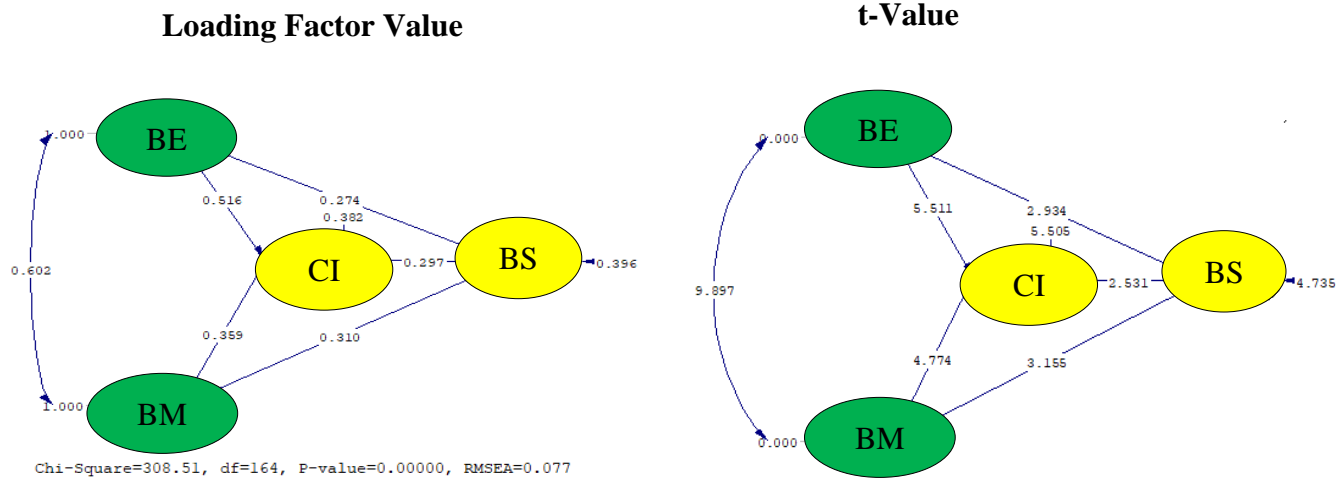 Loading Factor Value
1.000
BE
0.516
0.274
0.382
0.602
CI
0.297
BS
0.396
0.359
0.310
1.000
BM
Chi-Square=308.51, df=164, P-value=0.00000, RMSEA=0.077
t-Value
0.000
BE
5.511
2.934
5.505
9.897
CI
2.531
BS
4.735
4.774
3.155
0.000
BM